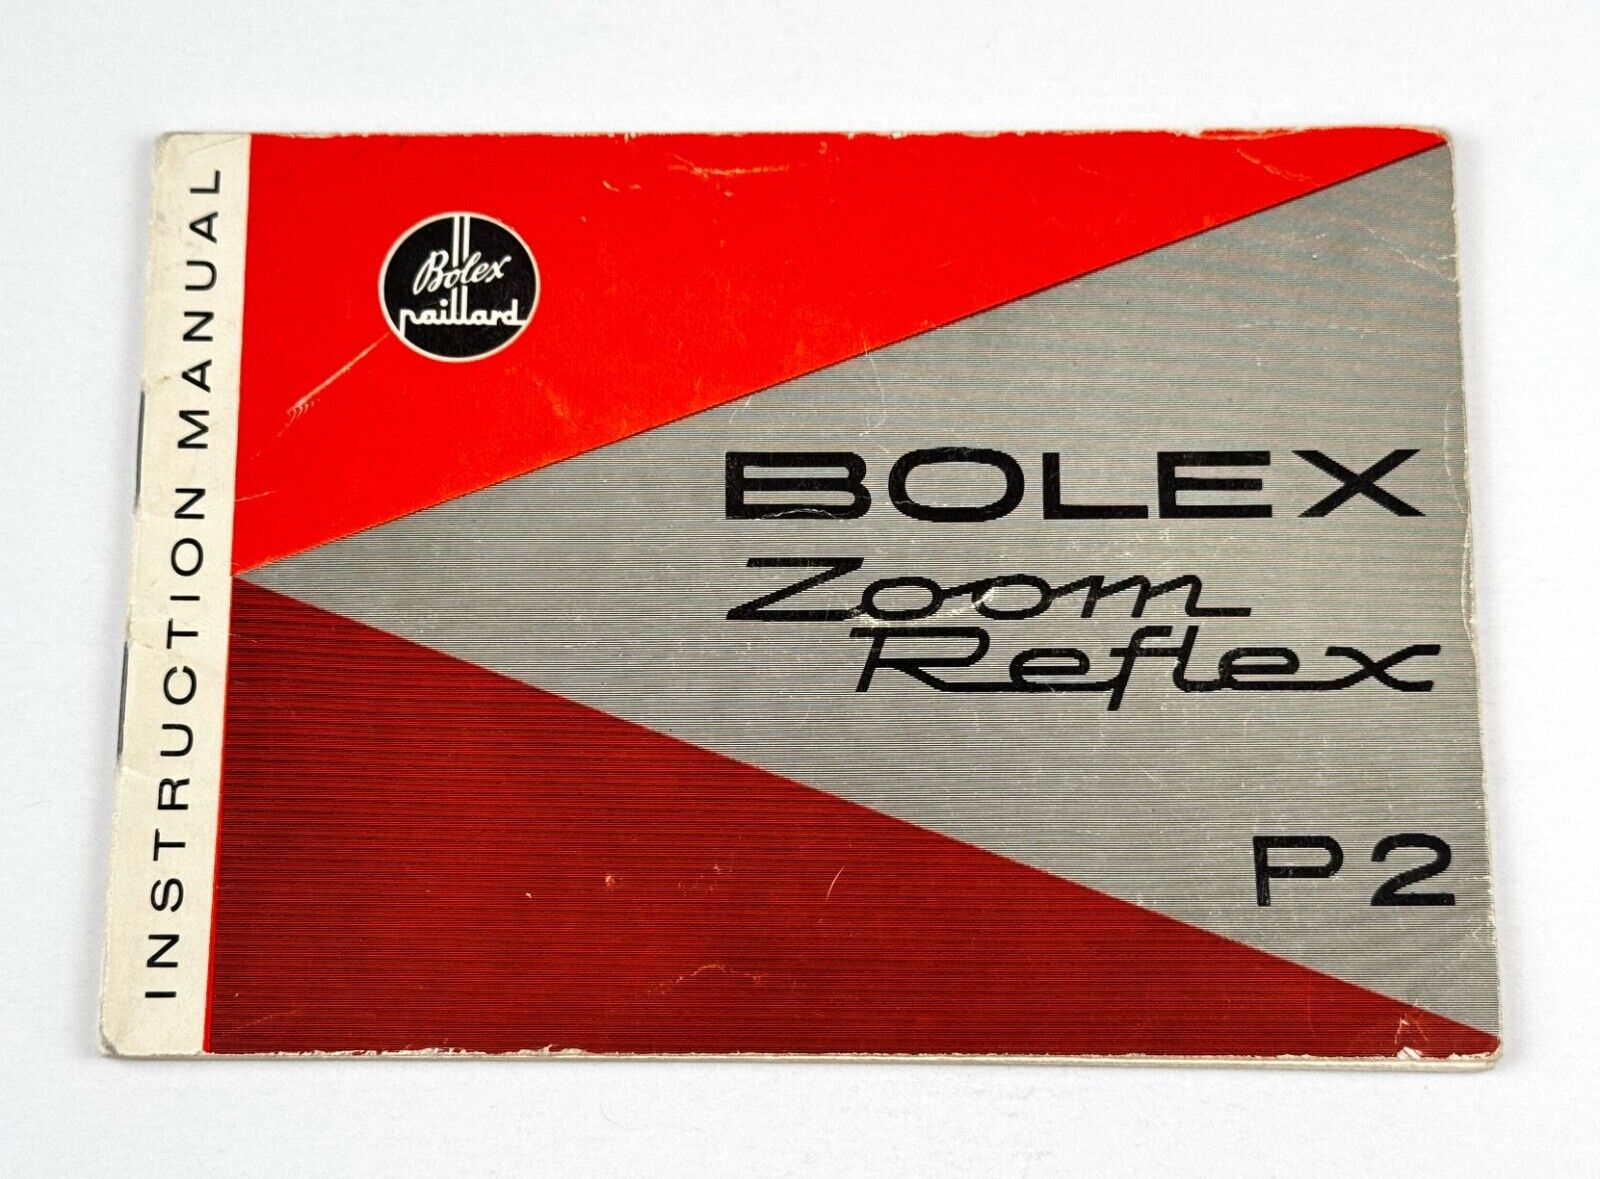 INSTRUCTION MANUAL
Bolex
paillard
BOLEX
Zoom
Reflex
P2